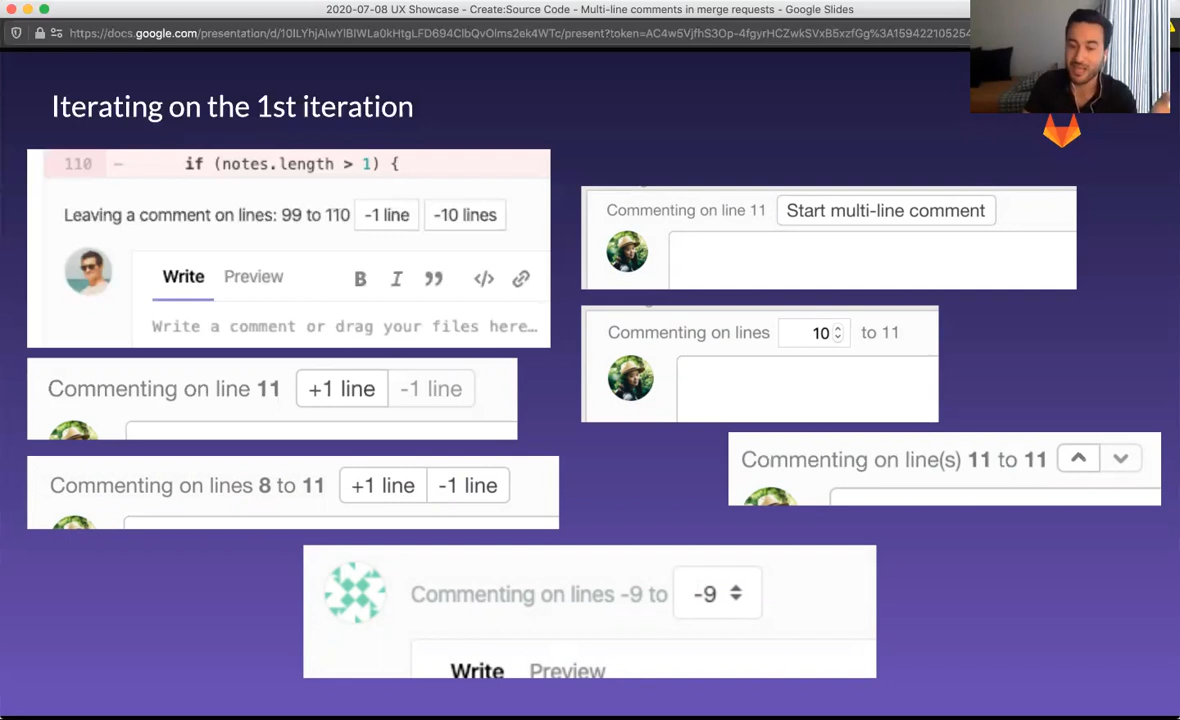 2020-07-08 UX Showcase - Create:Source Code - Multi-line comments in merge requests - Google Slides
Iterating on the 1st iteration
110 - if (notes.length > 1) {
Leaving a comment on lines: 99 to 110 -1 line -10 lines
Write Preview B I
Write a comment or drag your files here…
Commenting on line 11 +1 line -1 line
Commenting on lines 8 to 11 +1 line -1 line
Commenting on line 11 Start multi-line comment
Commenting on lines 10 to 11
Commenting on line(s) 11 to 11
Commenting on lines -9 to -9
Write Preview